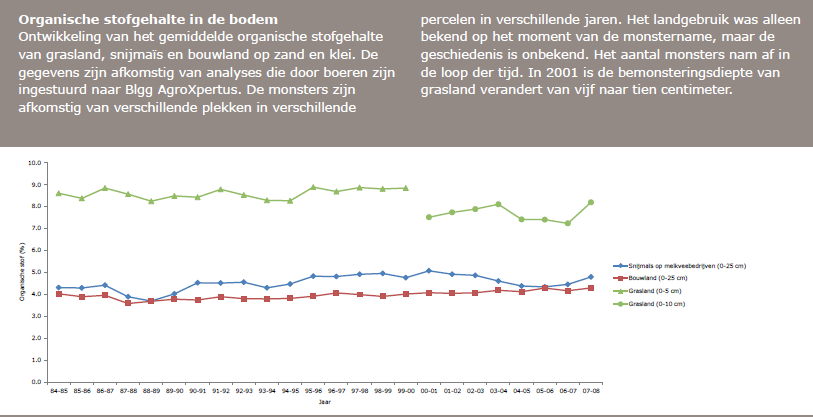 Organische stofgehalte in de bodem
Ontwikkeling van het gemiddelde organische stofgehalte
van grasland, snijmaïs en bouwland op zand en klei. De
gegevens zijn afkomstig van analyses die door boeren zijn
ingestuurd naar Blgg AgroXpertus. De monsters zijn
afkomstig van verschillende plekken in verschillende
percelen in verschillende jaren. Het landgebruik was alleen
bekend op het moment van de monstername, maar de
geschiedenis is onbekend. Het aantal monsters nam af in
de loop der tijd. In 2001 is de bemonsteringsdiepte van
grasland verandert van vijf naar tien centimeter.
10.0
9.0
8.0
7.0
6.0
5.0
4.0
3.0
2.0
1.0
0.0
Organische stof (%)
84-85 85-86 86-87 87-88 88-89 89-90 90-91 91-92 92-93 93-94 94-95 95-96 96-97 97-98 98-99 99-00 00-01 01-02 02-03 03-04 04-05 05-06 06-07 07-08
Jaar
Snijmaïs op melkveebedrijven (0-25 cm)
Bouwland (0-25 cm)
Grasland (0-5 cm)
Grasland (0-10 cm)